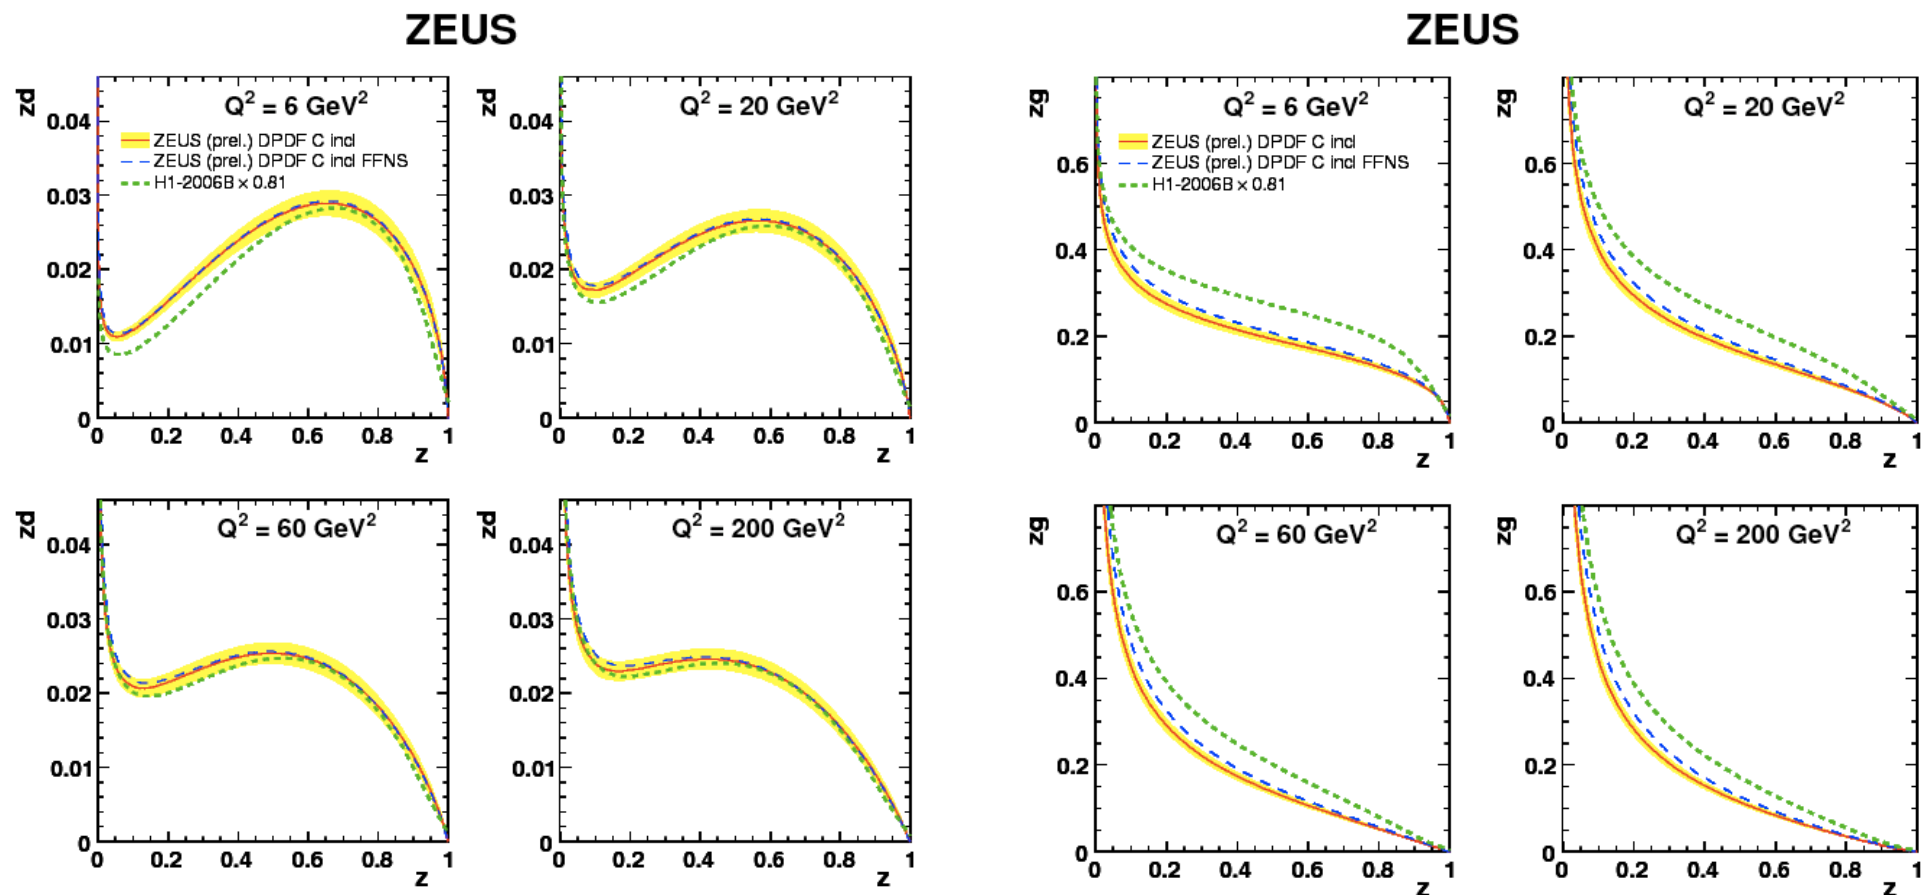 ZEUS
zd
Q² = 6 GeV²
ZEUS (prel.) DPDF C incl
ZEUS (prel.) DPDF C incl FFNS
H1-2006B × 0.81
0.04
0.03
0.02
0.01
0
0 0.2 0.4 0.6 0.8 1
z
zd
Q² = 20 GeV²
0.04
0.03
0.02
0.01
0
0 0.2 0.4 0.6 0.8 1
z
zd
Q² = 60 GeV²
0.04
0.03
0.02
0.01
0
0 0.2 0.4 0.6 0.8 1
z
zd
Q² = 200 GeV²
0.04
0.03
0.02
0.01
0
0 0.2 0.4 0.6 0.8 1
z
ZEUS
zg
Q² = 6 GeV²
ZEUS (prel.) DPDF C incl
ZEUS (prel.) DPDF C incl FFNS
H1-2006B × 0.81
0.6
0.4
0.2
0
0 0.2 0.4 0.6 0.8 1
z
zg
Q² = 20 GeV²
0.6
0.4
0.2
0
0 0.2 0.4 0.6 0.8 1
z
zg
Q² = 60 GeV²
0.6
0.4
0.2
0
0 0.2 0.4 0.6 0.8 1
z
zg
Q² = 200 GeV²
0.6
0.4
0.2
0
0 0.2 0.4 0.6 0.8 1
z